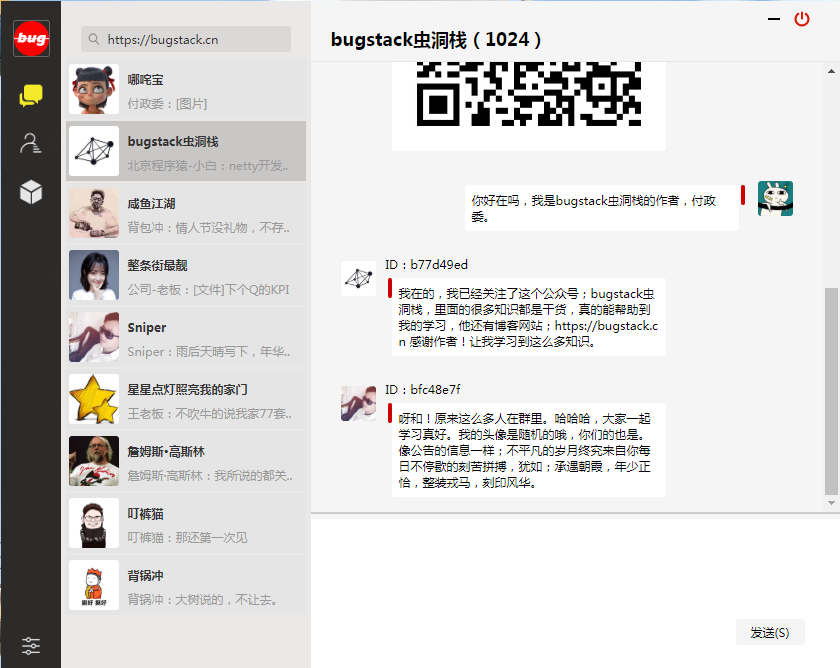 bug
https://bugstack.cn
哪吒宝
付政委：[图片]
bugstack虫洞栈
北京程序猿-小白：netty开发..
咸鱼江湖
背包冲：情人节没礼物，不存..
整条街最靓
公司-老板：[文件]下个Q的KPI
Sniper
Sniper：雨后天晴写下，年华..
星星点灯照亮我的家门
王老板：不吹牛的说我家77套..
詹姆斯·高斯林
詹姆斯·高斯林：我所说的都关..
叮裤猫
叮裤猫：那还第一次见
背锅冲
背锅冲：大树说的，不让去。
bugstack虫洞栈（1024）
你好在吗，我是bugstack虫洞栈的作者，付政
委。
ID：b77d49ed
我在的，我已经关注了这个公众号；bugstack虫
洞栈，里面的很多知识都是干货，真的能帮助到
我的学习，他还有博客网站；https://bugstack.c
n 感谢作者！让我学习到这么多知识。
ID：bfc48e7f
呀和！原来这么多人在群里。哈哈哈，大家一起
学习真好。我的头像是随机的哦，你们的也是。
像公告的信息一样；不平凡的岁月终究来自你每
日不停歇的刻苦拼搏，犹如；承遇朝霞，年少正
恰，整装戎马，刻印风华。
发送(S)